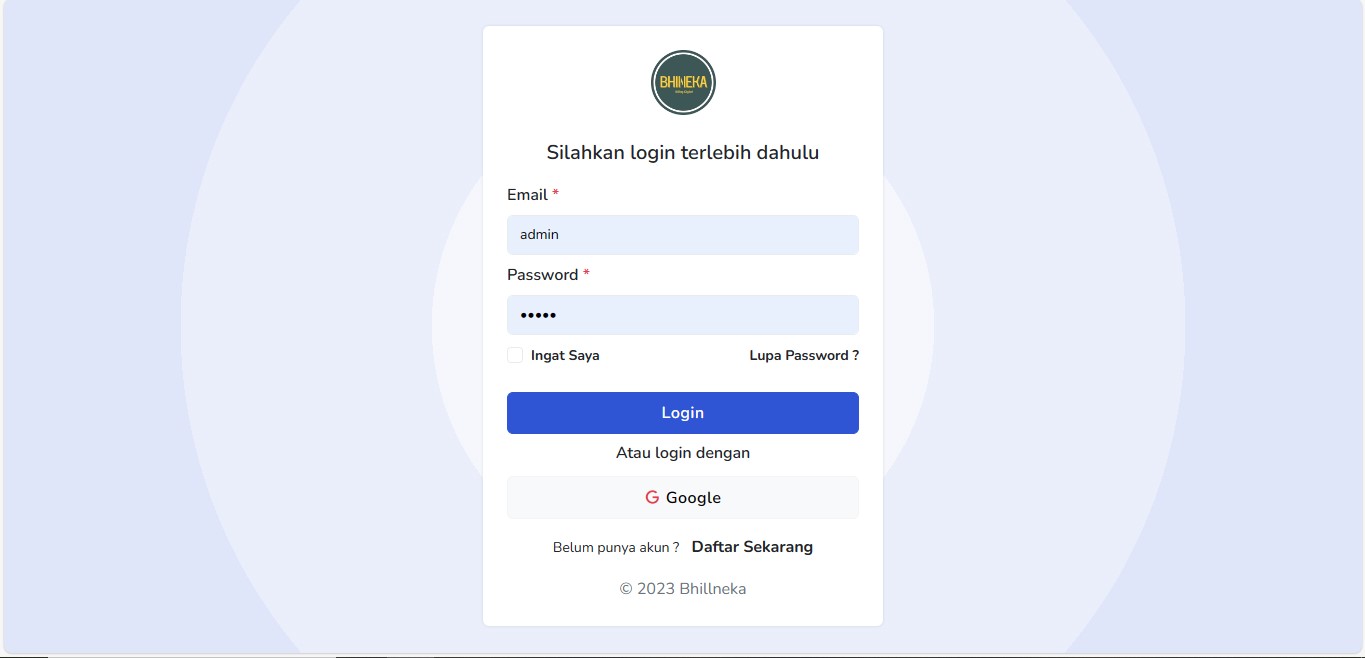 BHINEKA
Silahkan login terlebih dahulu
Email *
admin
Password *
•••••
Ingat Saya
Lupa Password ?
Login
Atau login dengan
Google
Belum punya akun ? Daftar Sekarang
© 2023 Bhillneka